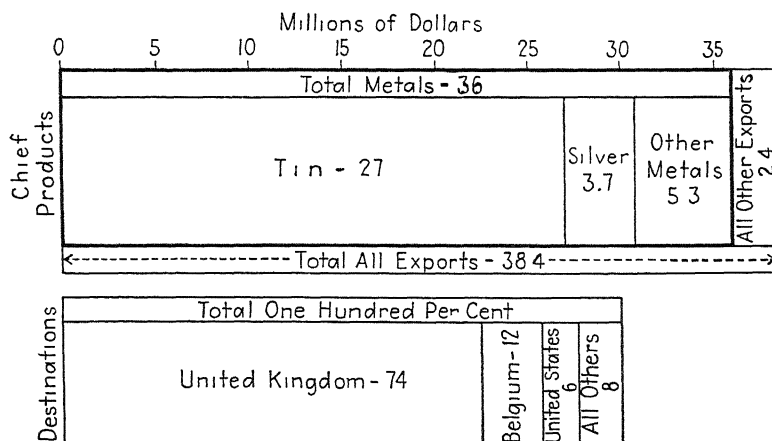 Millions of Dollars
0 5 10 15 20 25 30 35
Chief
Products
Total Metals - 36
Tin - 27
Silver
3.7
Other
Metals
5 3
All Other Exports
2 4
Total All Exports - 38 4
Destinations
Total One Hundred Per Cent
United Kingdom - 74
Belgium - 12
United States
6
All Others
8